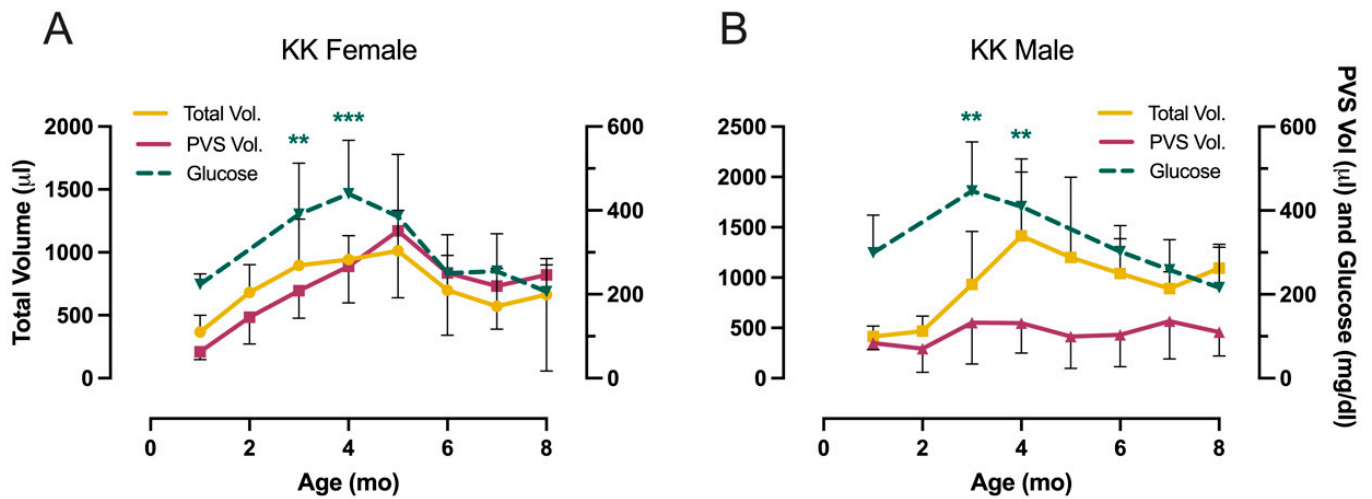 A
KK Female
Total Vol.
PVS Vol.
Glucose
**
***
2000
1500
1000
500
0
600
400
200
0
Total Volume (µl)
0
2
4
6
8
Age (mo)
B
KK Male
Total Vol.
PVS Vol.
Glucose
**
**
2500
2000
1500
1000
500
0
600
400
200
0
PVS Vol (µl) and Glucose (mg/dl)
0
2
4
6
8
Age (mo)